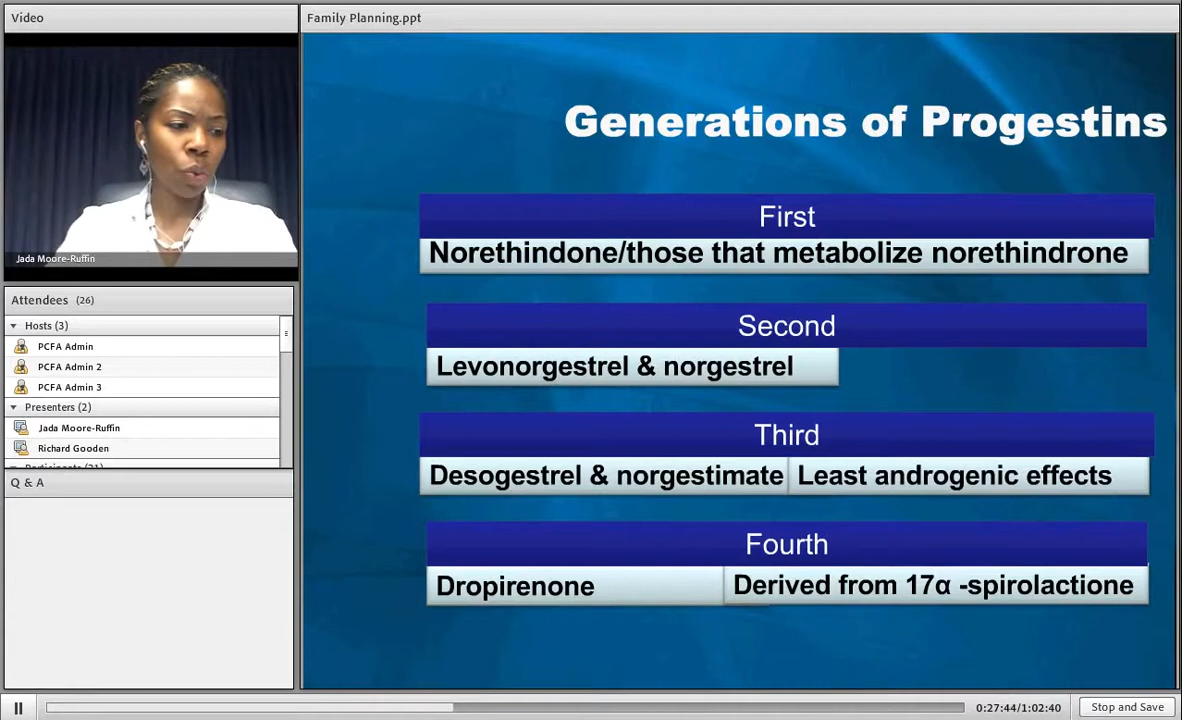 Video
Jada Moore-Ruffin
Attendees (26)
Hosts (3)
PCFA Admin
PCFA Admin 2
PCFA Admin 3
Presenters (2)
Jada Moore-Ruffin
Richard Gooden
Participants (21)
Q & A
Family Planning.ppt
Generations of Progestins
First
Norethindone/those that metabolize norethindrone
Second
Levonorgestrel & norgestrel
Third
Desogestrel & norgestimate Least androgenic effects
Fourth
Dropirenone Derived from 17α -spirolactione
0:27:44/1:02:40 Stop and Save